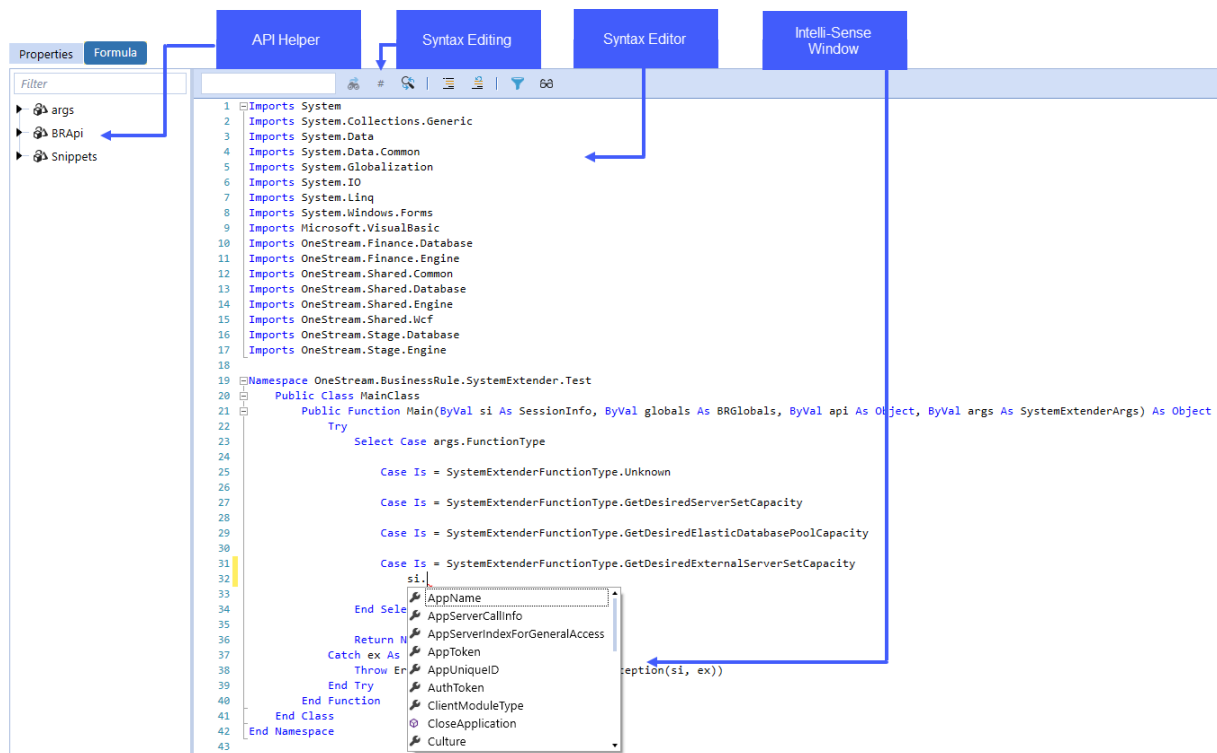 API Helper
Syntax Editing
Syntax Editor
Intelli-Sense
Window
Properties
Formula
Filter
args
BRApi
Snippets
#
1 Imports System
2 Imports System.Collections.Generic
3 Imports System.Data
4 Imports System.Data.Common
5 Imports System.Globalization
6 Imports System.IO
7 Imports System.Linq
8 Imports System.Windows.Forms
9 Imports Microsoft.VisualBasic
10 Imports OneStream.Finance.Database
11 Imports OneStream.Finance.Engine
12 Imports OneStream.Shared.Common
13 Imports OneStream.Shared.Database
14 Imports OneStream.Shared.Engine
15 Imports OneStream.Shared.Wcf
16 Imports OneStream.Stage.Database
17 Imports OneStream.Stage.Engine
18
19 Namespace OneStream.BusinessRule.SystemExtender.Test
20 Public Class MainClass
21 Public Function Main(ByVal si As SessionInfo, ByVal globals As BRGlobals, ByVal api As Object, ByVal args As SystemExtenderArgs) As Object
22 Try
23 Select Case args.FunctionType
24
25 Case Is = SystemExtenderFunctionType.Unknown
26
27 Case Is = SystemExtenderFunctionType.GetDesiredServerSetCapacity
28
29 Case Is = SystemExtenderFunctionType.GetDesiredElasticDatabasePoolCapacity
30
31 Case Is = SystemExtenderFunctionType.GetDesiredExternalServerSetCapacity
32 si.
33
34 End Sele
35
36 Return N
37 Catch ex As
38 Throw Er ception(si, ex))
39 End Try
40 End Function
41 End Class
42 End Namespace
43
AppName
AppServerCallInfo
AppServerIndexForGeneralAccess
AppToken
AppUniqueID
AuthToken
ClientModuleType
CloseApplication
Culture